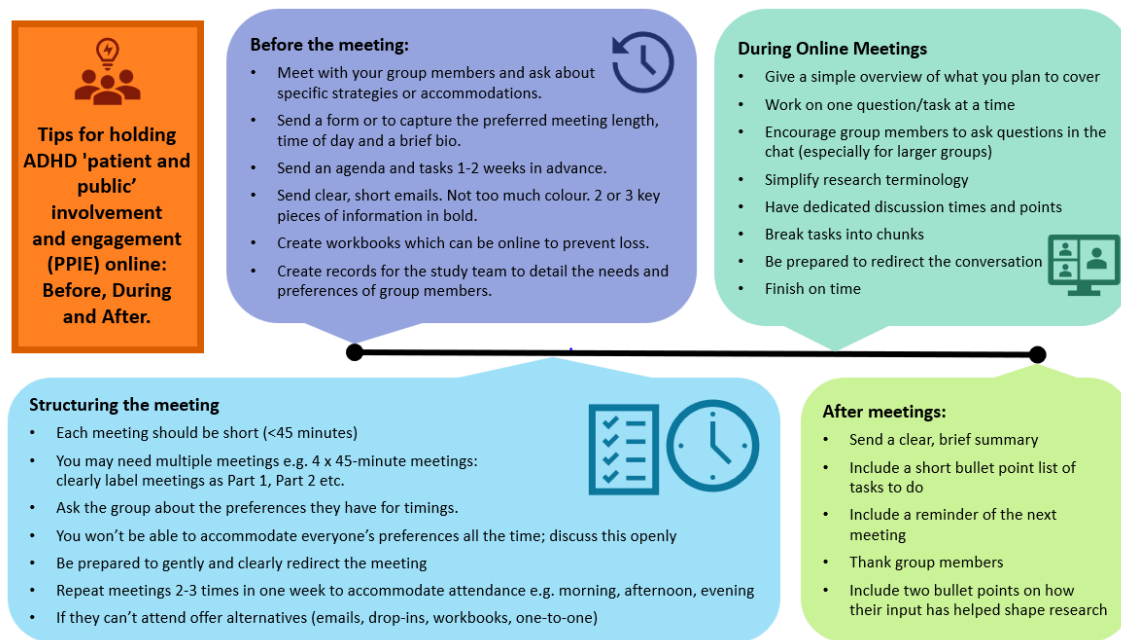 Tips for holding
ADHD 'patient and
public’
involvement
and engagement
(PPIE) online:
Before, During
and After.
Before the meeting:
• Meet with your group members and ask about
specific strategies or accommodations.
• Send a form or to capture the preferred meeting length,
time of day and a brief bio.
• Send an agenda and tasks 1-2 weeks in advance.
• Send clear, short emails. Not too much colour. 2 or 3 key
pieces of information in bold.
• Create workbooks which can be online to prevent loss.
• Create records for the study team to detail the needs and
preferences of group members.
During Online Meetings
• Give a simple overview of what you plan to cover
• Work on one question/task at a time
• Encourage group members to ask questions in the
chat (especially for larger groups)
• Simplify research terminology
• Have dedicated discussion times and points
• Break tasks into chunks
• Be prepared to redirect the conversation
• Finish on time
Structuring the meeting
• Each meeting should be short (<45 minutes)
• You may need multiple meetings e.g. 4 x 45-minute meetings:
clearly label meetings as Part 1, Part 2 etc.
• Ask the group about the preferences they have for timings.
• You won’t be able to accommodate everyone’s preferences all the time; discuss this openly
• Be prepared to gently and clearly redirect the meeting
• Repeat meetings 2-3 times in one week to accommodate attendance e.g. morning, afternoon, evening
• If they can’t attend offer alternatives (emails, drop-ins, workbooks, one-to-one)
After meetings:
• Send a clear, brief summary
• Include a short bullet point list of
tasks to do
• Include a reminder of the next
meeting
• Thank group members
• Include two bullet points on how
their input has helped shape research